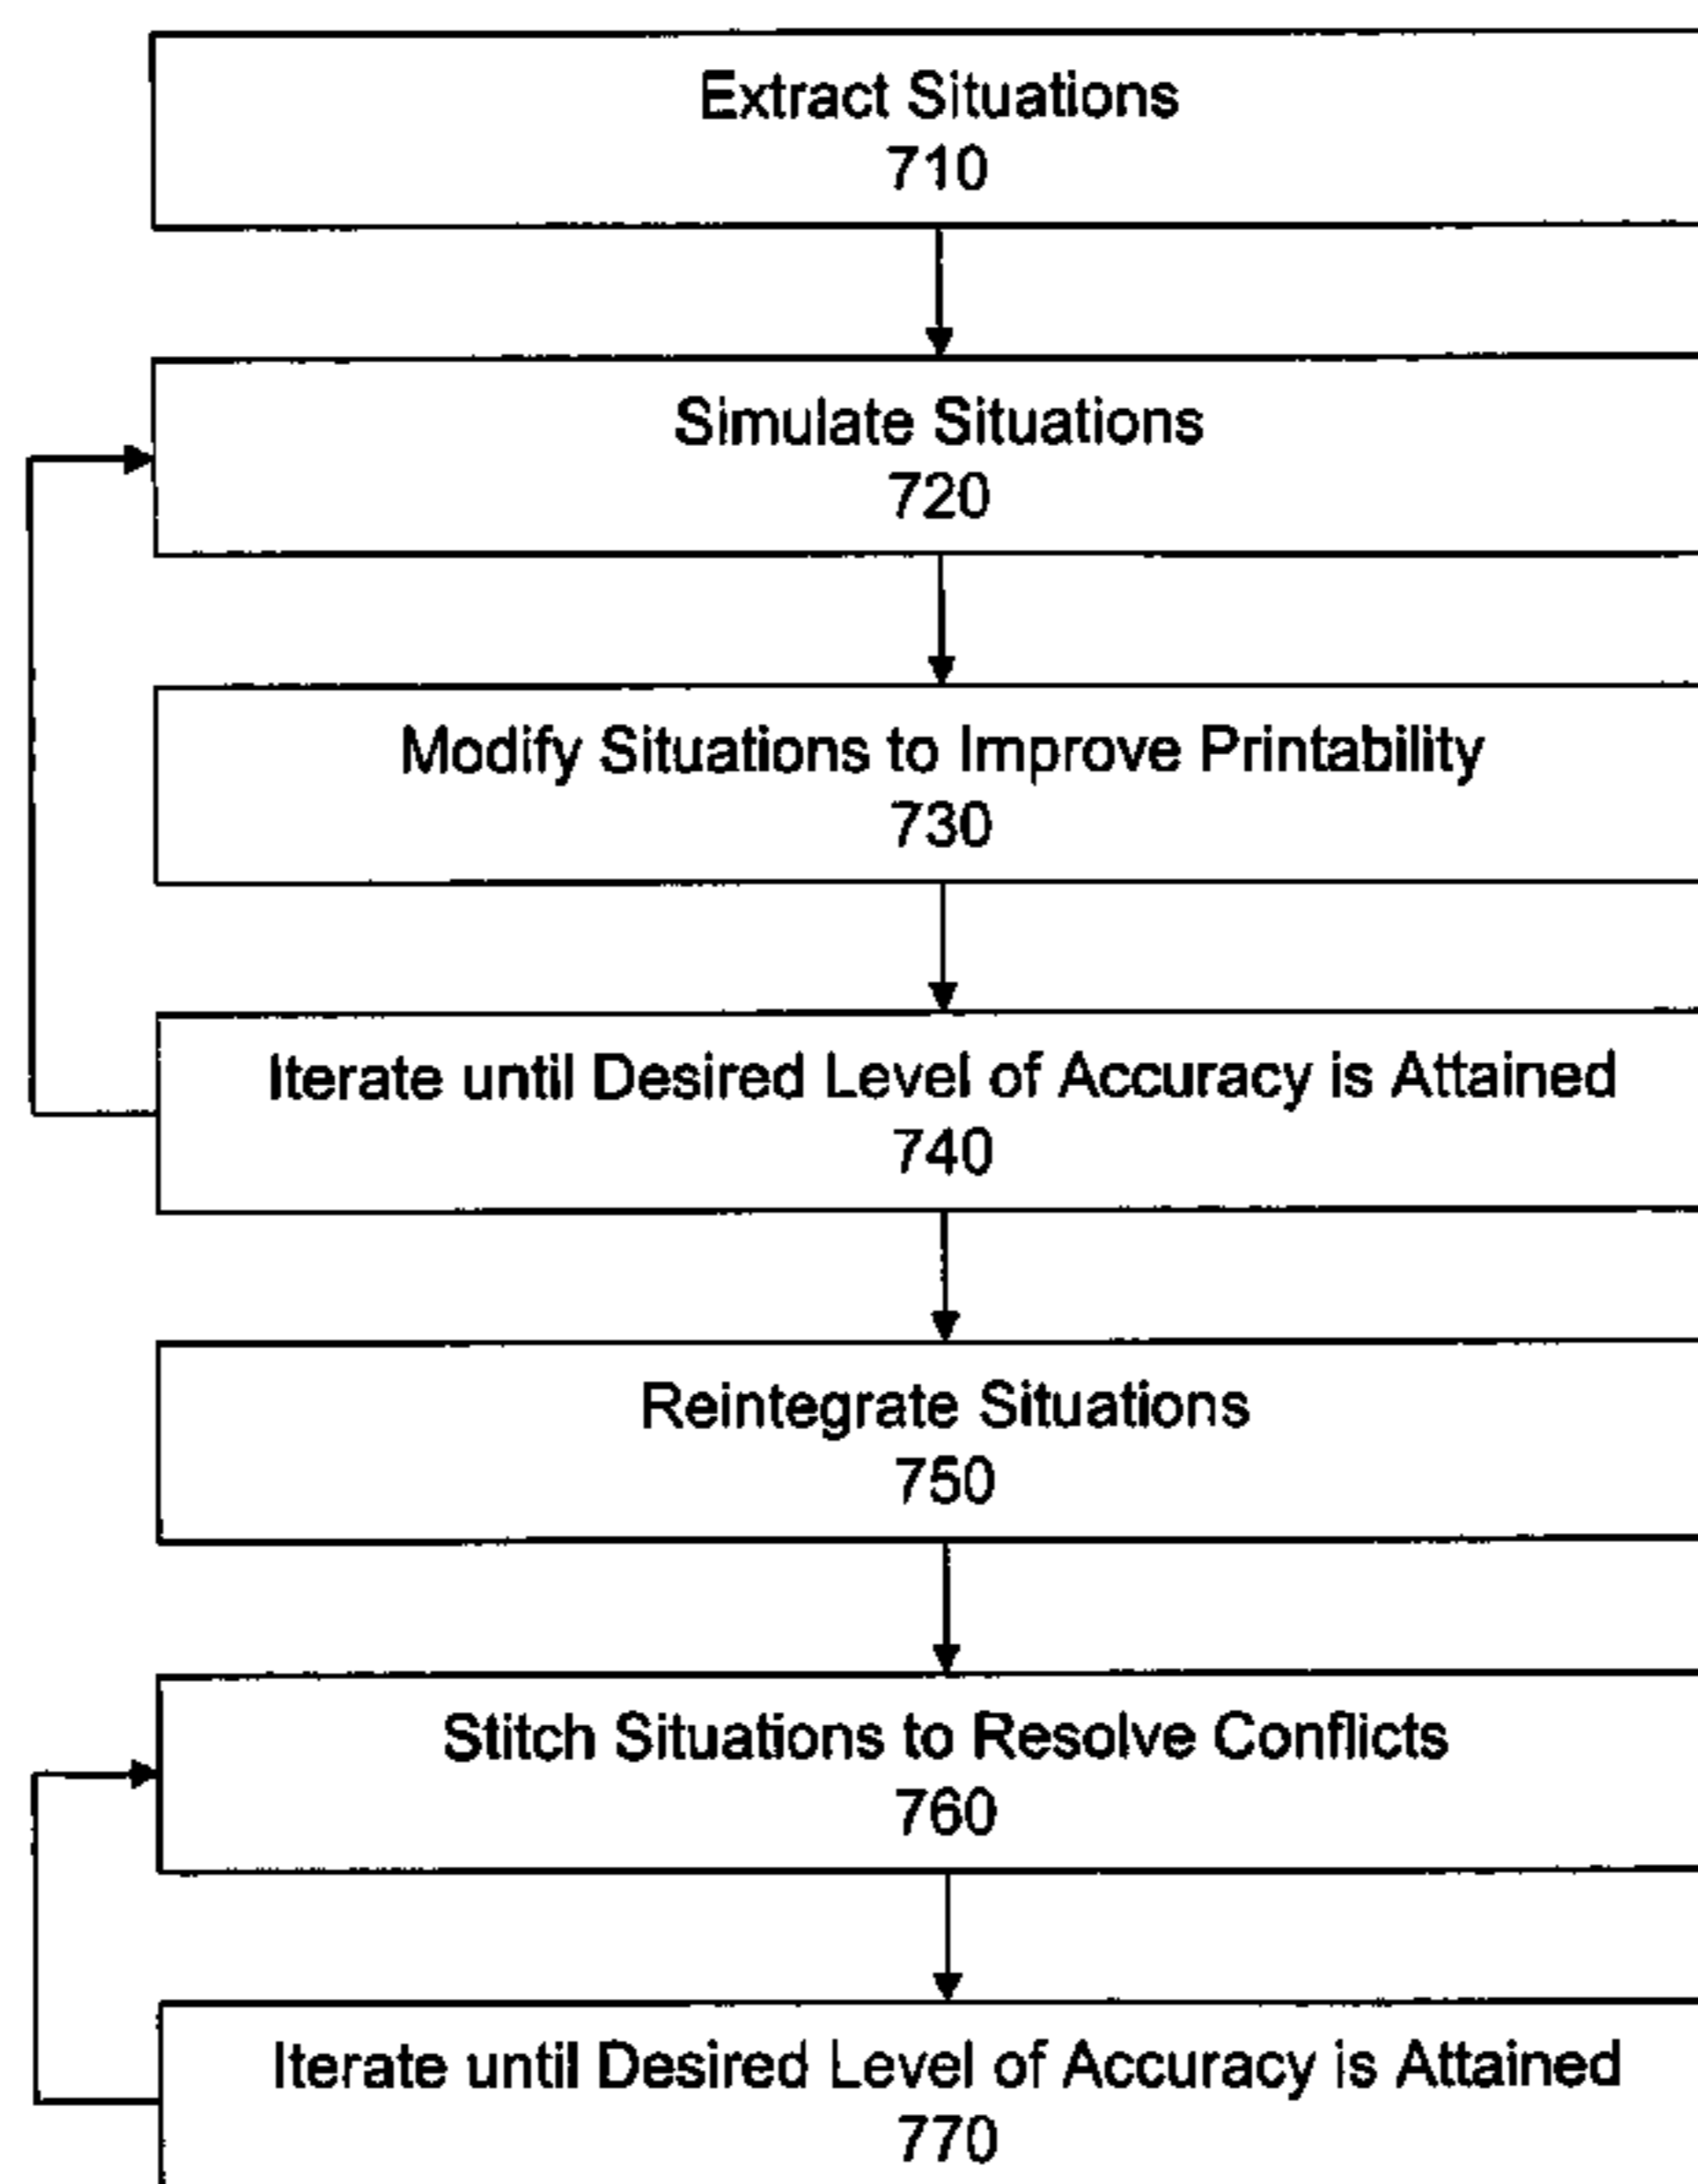 Extract Situations
710
Simulate Situations
720
Modify Situations to Improve Printability
730
Iterate until Desired Level of Accuracy is Attained
740
Reintegrate Situations
750
Stitch Situations to Resolve Conflicts
760
Iterate until Desired Level of Accuracy is Attained
770